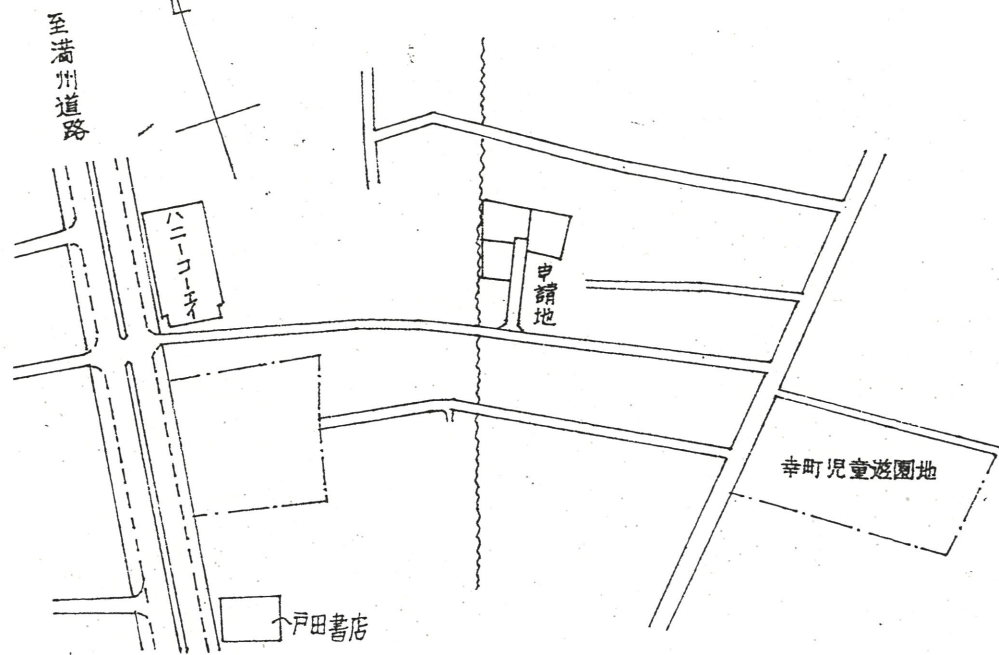 至満州道路
ハニーコーエイ
申請地
幸町児童遊園地
戸田書店